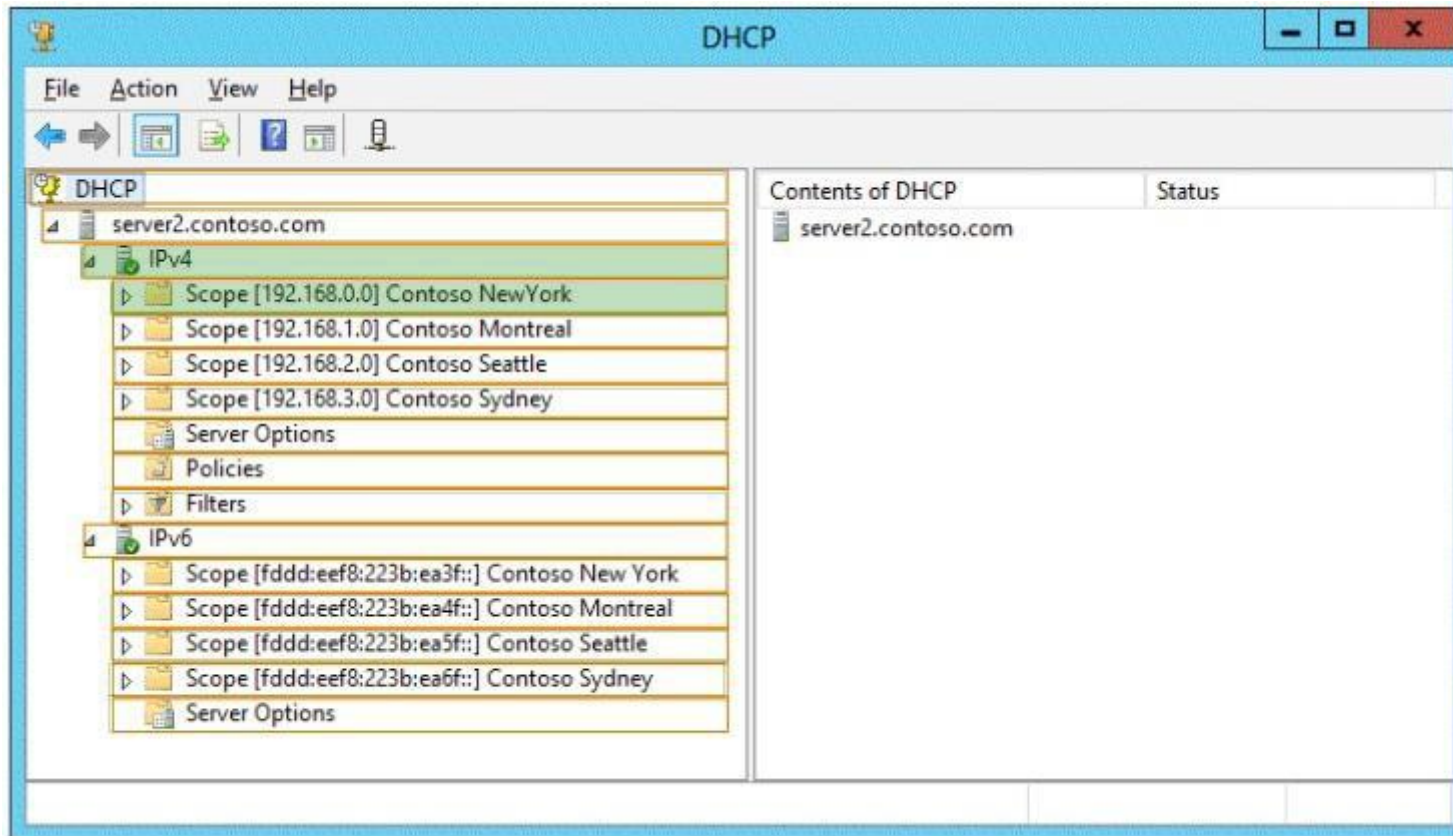 DHCP
File Action View Help
DHCP
server2.contoso.com
IPv4
Scope [192.168.0.0] Contoso NewYork
Scope [192.168.1.0] Contoso Montreal
Scope [192.168.2.0] Contoso Seattle
Scope [192.168.3.0] Contoso Sydney
Server Options
Policies
Filters
IPv6
Scope [fddd:eef8:223b:ea3f::] Contoso New York
Scope [fddd:eef8:223b:ea4f::] Contoso Montreal
Scope [fddd:eef8:223b:ea5f::] Contoso Seattle
Scope [fddd:eef8:223b:ea6f::] Contoso Sydney
Server Options
Contents of DHCP Status
server2.contoso.com